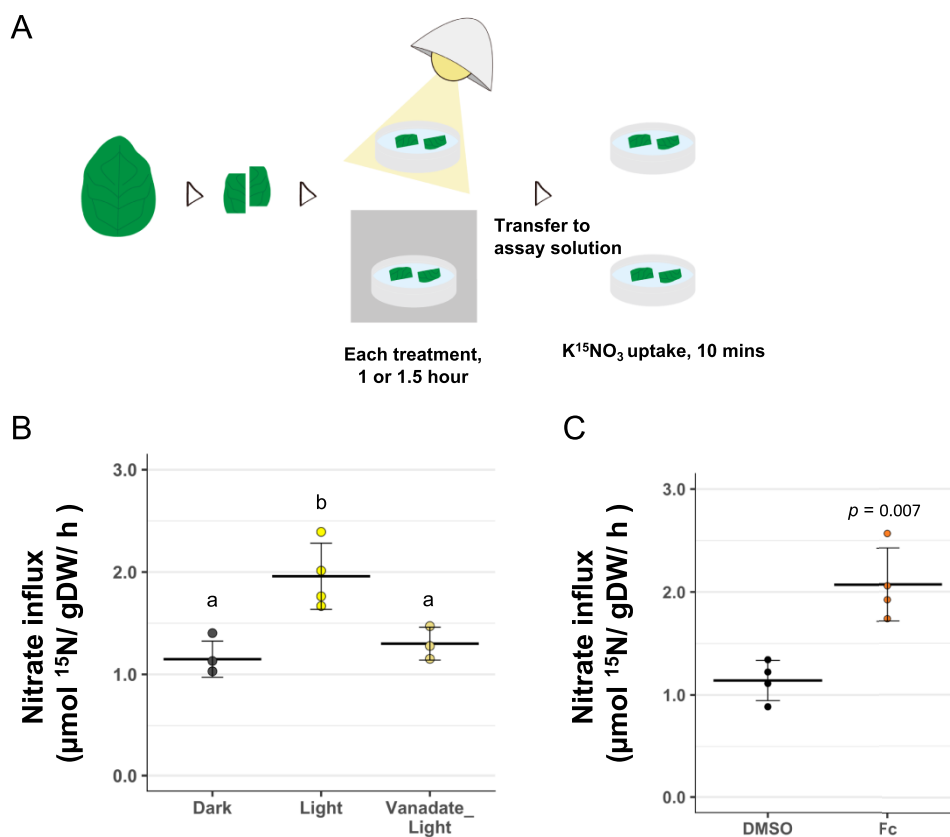 A
Transfer to
assay solution
Each treatment,
1 or 1.5 hour
K¹⁵NO₃ uptake, 10 mins
B
Nitrate influx
(µmol ¹⁵N/ gDW/ h )
3.0
2.0
1.0
0.0
a
b
a
Dark
Light
Vanadate_
Light
C
Nitrate influx
(µmol ¹⁵N/ gDW/ h )
3.0
2.0
1.0
0.0
p = 0.007
DMSO
Fc